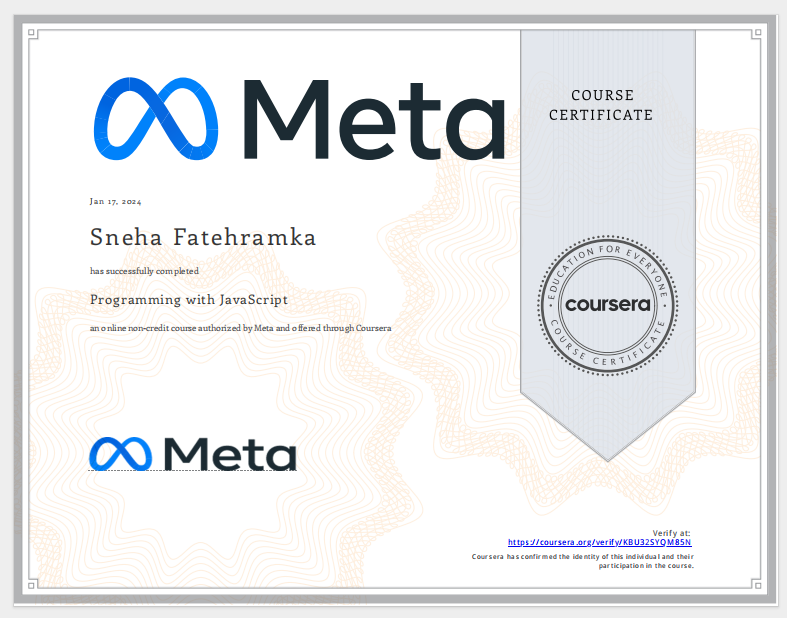 Meta
COURSE
CERTIFICATE
Jan 17, 2024
Sneha Fatehramka
has successfully completed
Programming with JavaScript
an online non-credit course authorized by Meta and offered through Coursera
EDUCATION FOR EVERYONE
coursera
COURSE CERTIFICATE
Meta
Verify at:
https://coursera.org/verify/KBU32SYQM85N
Coursera has confirmed the identity of this individual and their
participation in the course.